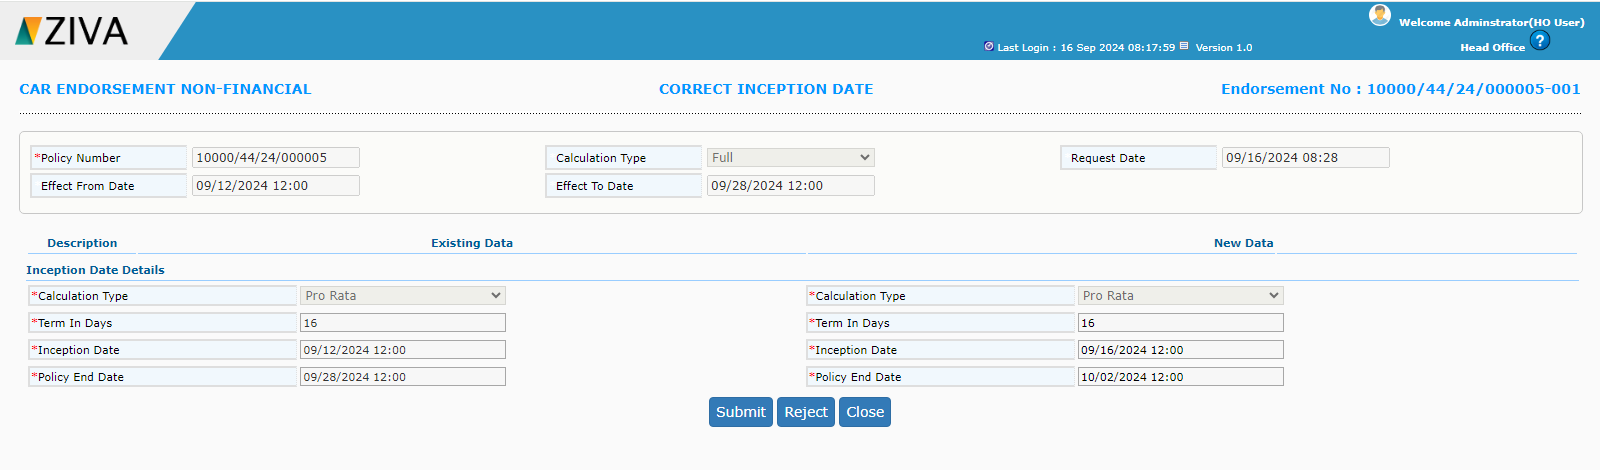 ZIVA
Welcome Adminstrator(HO User)
Last Login : 16 Sep 2024 08:17:59 Version 1.0
Head Office ?
CAR ENDORSEMENT NON-FINANCIAL CORRECT INCEPTION DATE Endorsement No : 10000/44/24/000005-001
*Policy Number 10000/44/24/000005 Calculation Type Full Request Date 09/16/2024 08:28
Effect From Date 09/12/2024 12:00 Effect To Date 09/28/2024 12:00
Description Existing Data New Data
Inception Date Details
*Calculation Type Pro Rata *Calculation Type Pro Rata
*Term In Days 16 *Term In Days 16
*Inception Date 09/12/2024 12:00 *Inception Date 09/16/2024 12:00
*Policy End Date 09/28/2024 12:00 *Policy End Date 10/02/2024 12:00
Submit Reject Close